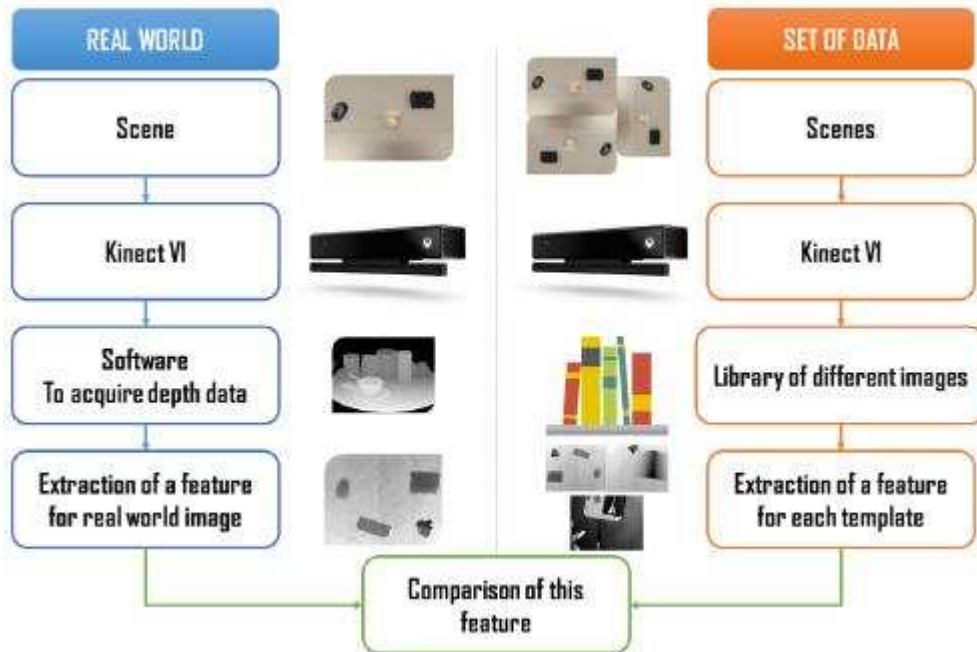 REAL WORLD
Scene
Kinect V1
Software
To acquire depth data
Extraction of a feature
for real world image
SET OF DATA
Scenes
Kinect V1
Library of different images
Extraction of a feature
for each template
Comparison of this
feature